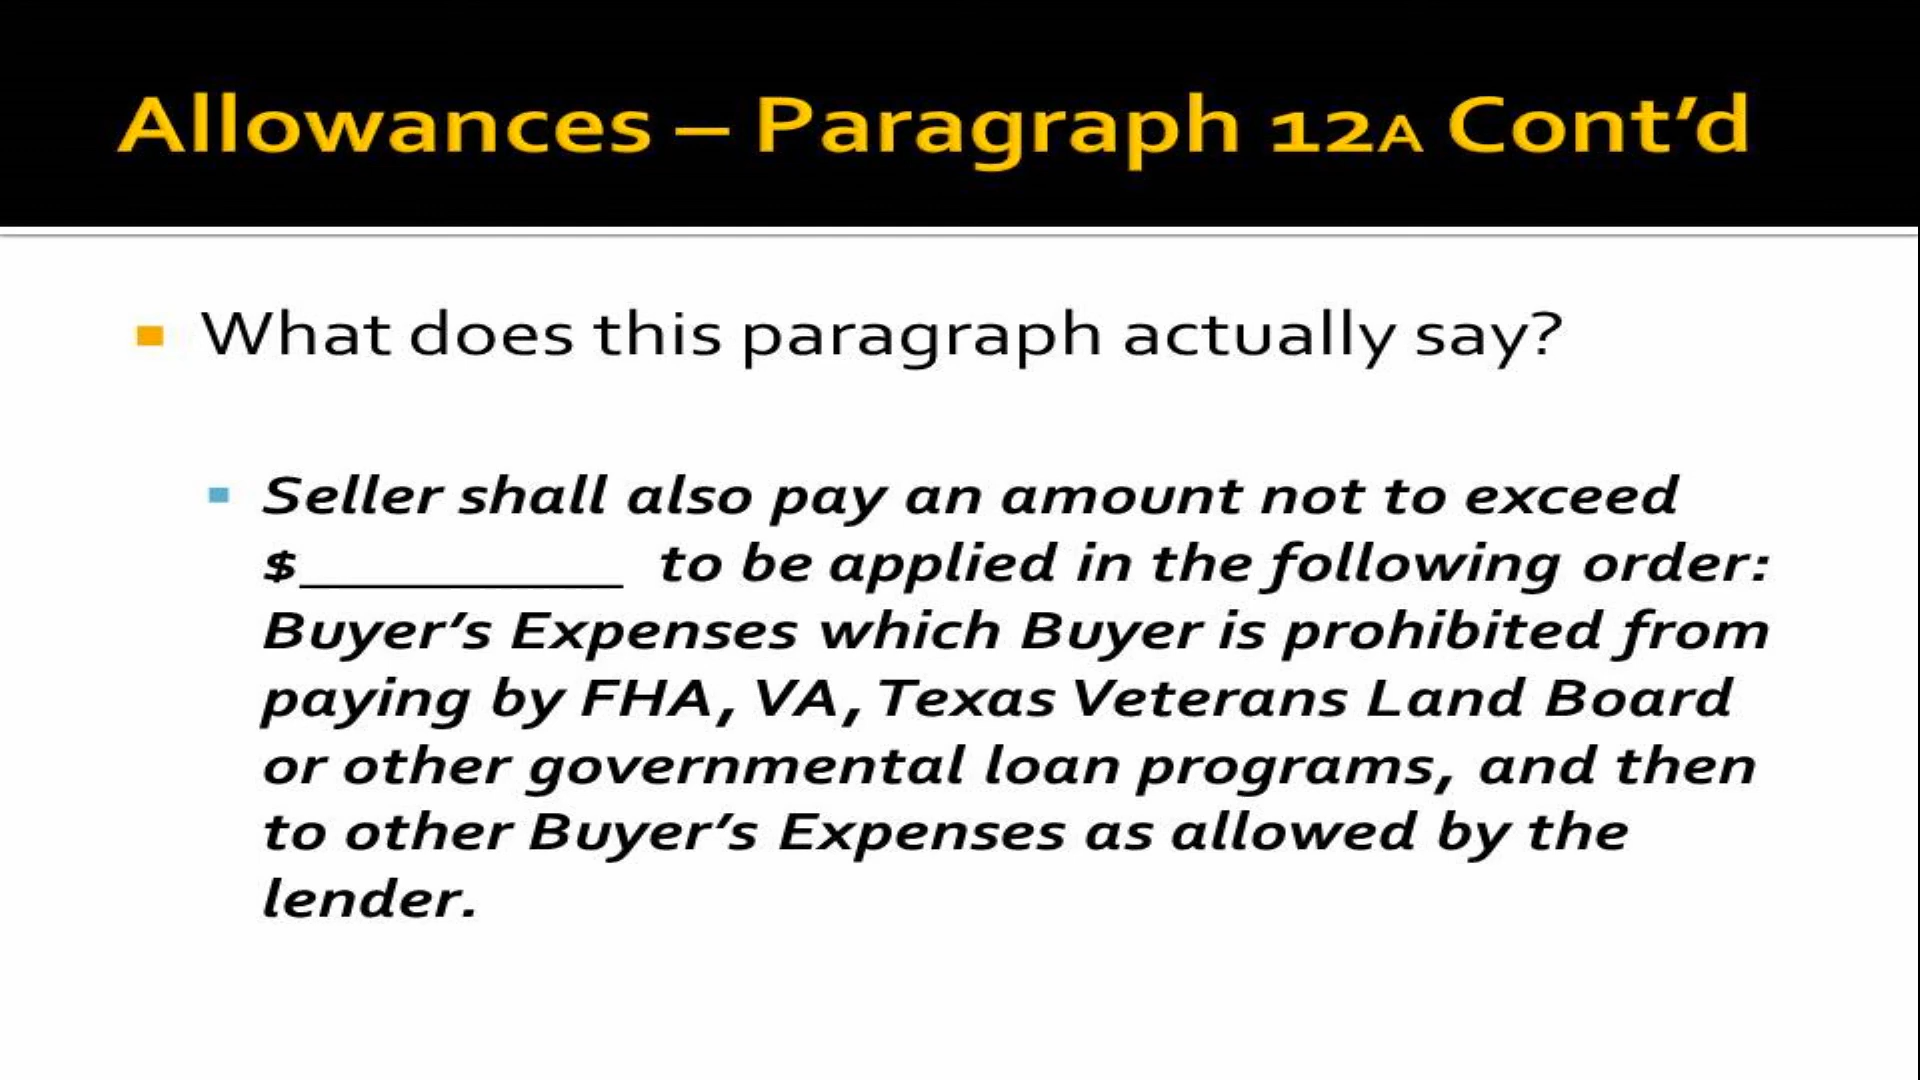 Allowances – Paragraph 12A Cont’d
What does this paragraph actually say?
Seller shall also pay an amount not to exceed
$____________ to be applied in the following order:
Buyer’s Expenses which Buyer is prohibited from
paying by FHA, VA, Texas Veterans Land Board
or other governmental loan programs, and then
to other Buyer’s Expenses as allowed by the
lender.